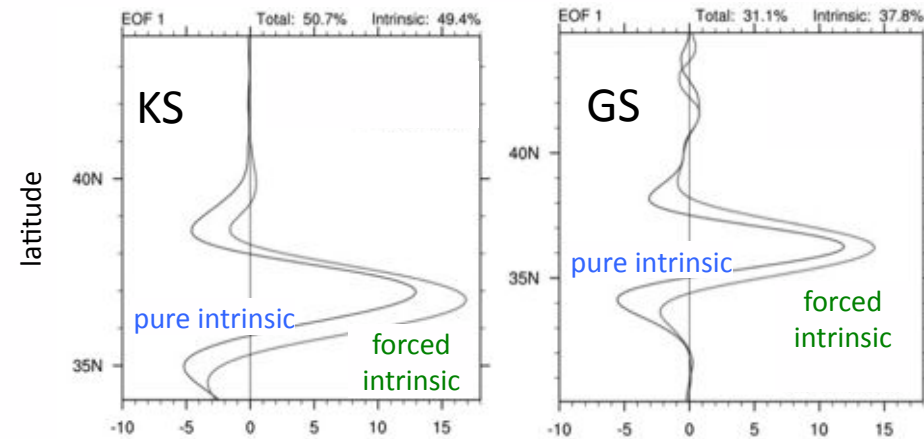 EOF 1 Total: 50.7% Intrinsic: 49.4%
KS
latitude
40N
35N
pure intrinsic
forced
intrinsic
-10 -5 0 5 10 15
EOF 1 Total: 31.1% Intrinsic: 37.8%
GS
40N
35N
pure intrinsic
forced
intrinsic
-10 -5 0 5 10 15